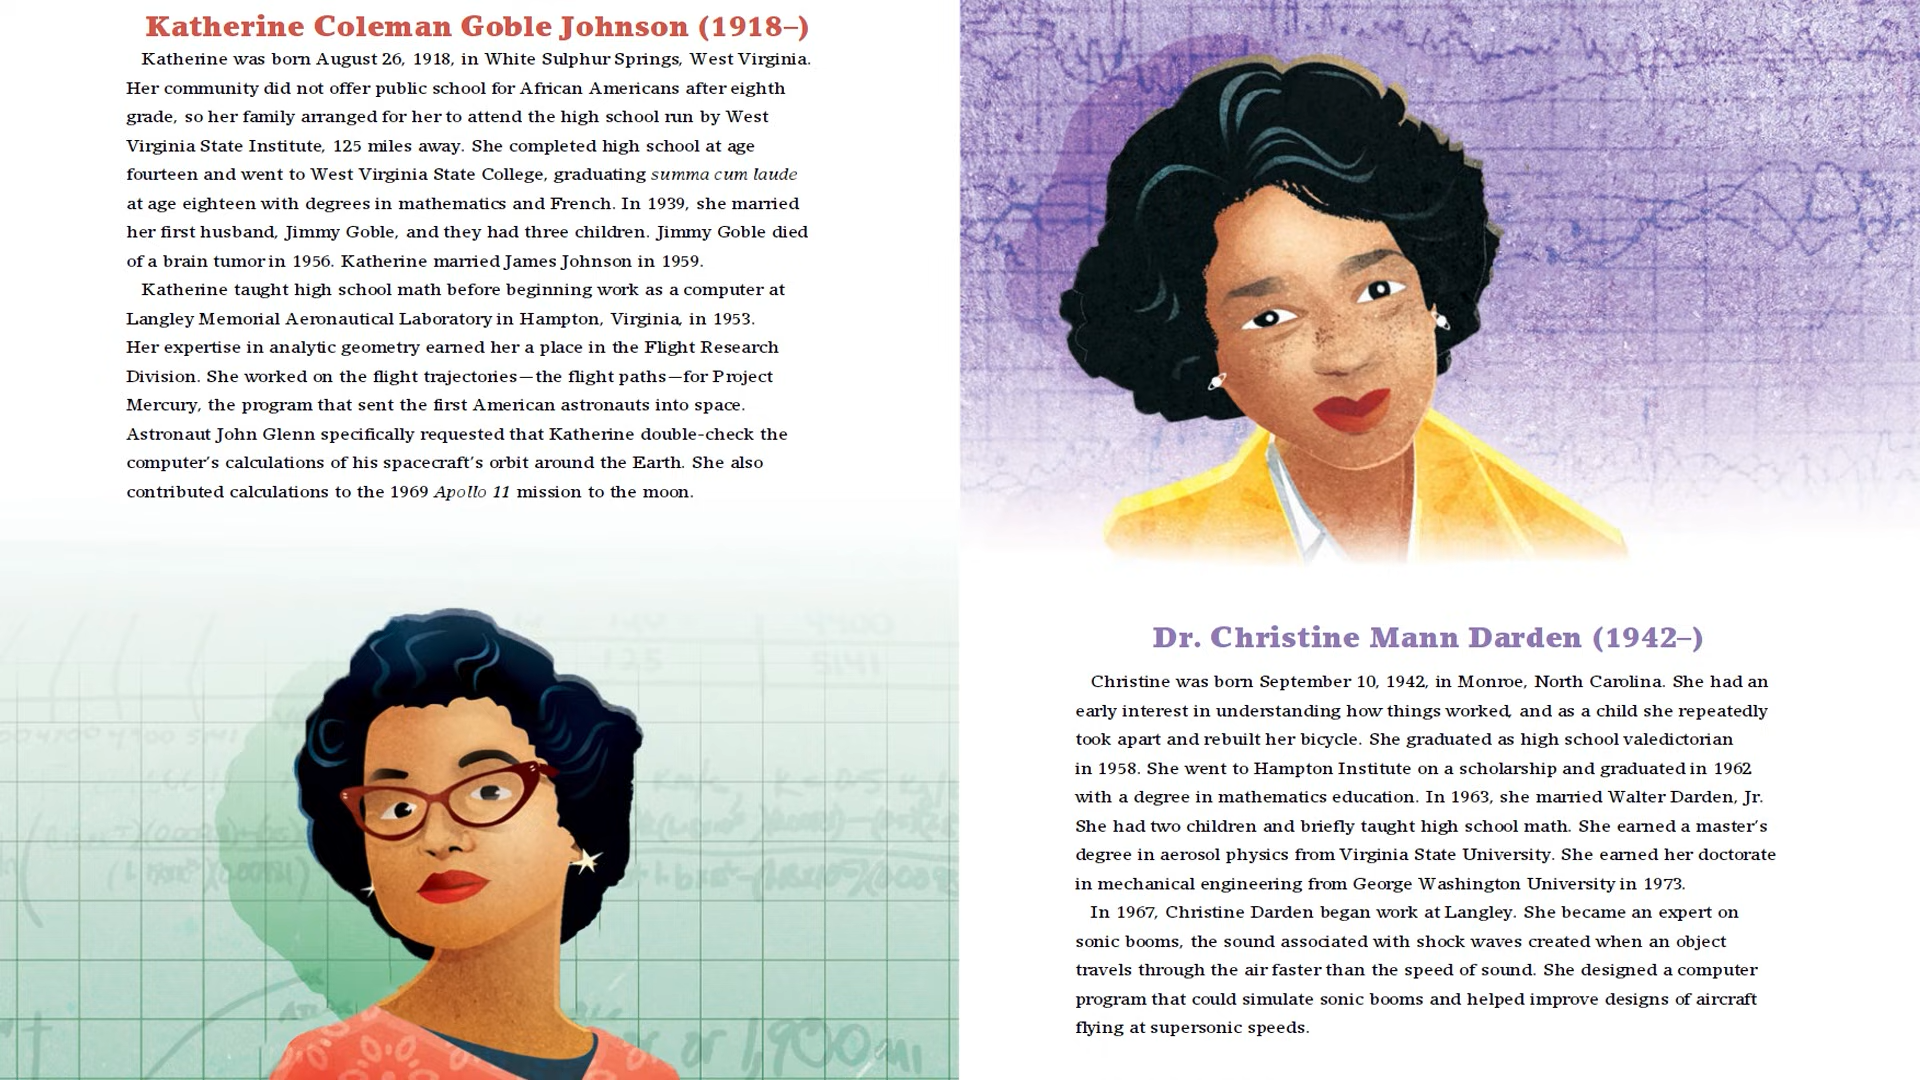 Katherine Coleman Goble Johnson (1918–)
Katherine was born August 26, 1918, in White Sulphur Springs, West Virginia.
Her community did not offer public school for African Americans after eighth
grade, so her family arranged for her to attend the high school run by West
Virginia State Institute, 125 miles away. She completed high school at age
fourteen and went to West Virginia State College, graduating summa cum laude
at age eighteen with degrees in mathematics and French. In 1939, she married
her first husband, Jimmy Goble, and they had three children. Jimmy Goble died
of a brain tumor in 1956. Katherine married James Johnson in 1959.
Katherine taught high school math before beginning work as a computer at
Langley Memorial Aeronautical Laboratory in Hampton, Virginia, in 1953.
Her expertise in analytic geometry earned her a place in the Flight Research
Division. She worked on the flight trajectories—the flight paths—for Project
Mercury, the program that sent the first American astronauts into space.
Astronaut John Glenn specifically requested that Katherine double-check the
computer's calculations of his spacecraft's orbit around the Earth. She also
contributed calculations to the 1969 Apollo 11 mission to the moon.
4400
125 5141
or 1,900 mi
Dr. Christine Mann Darden (1942–)
Christine was born September 10, 1942, in Monroe, North Carolina. She had an
early interest in understanding how things worked, and as a child she repeatedly
took apart and rebuilt her bicycle. She graduated as high school valedictorian
in 1958. She went to Hampton Institute on a scholarship and graduated in 1962
with a degree in mathematics education. In 1963, she married Walter Darden, Jr.
She had two children and briefly taught high school math. She earned a master's
degree in aerosol physics from Virginia State University. She earned her doctorate
in mechanical engineering from George Washington University in 1973.
In 1967, Christine Darden began work at Langley. She became an expert on
sonic booms, the sound associated with shock waves created when an object
travels through the air faster than the speed of sound. She designed a computer
program that could simulate sonic booms and helped improve designs of aircraft
flying at supersonic speeds.